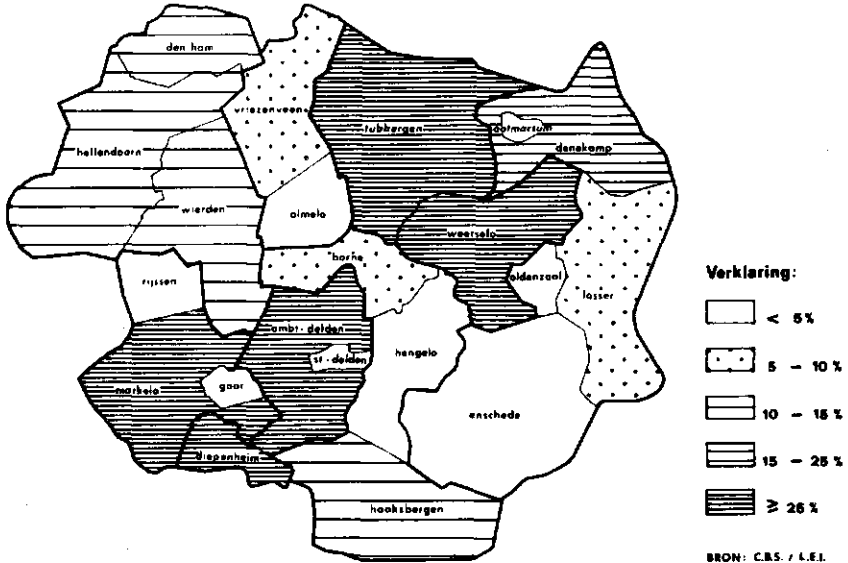 den ham
vriezenveen
tubbergen
ootmarsum
denekamp
hellendoorn
wierden
almelo
weerselo
borne
oldenzaal
losser
rijssen
ambt-delden
st-delden
hengelo
markelo
goor
enschede
diepenheim
haaksbergen
Verklaring:
< 5%
5 – 10 %
10 – 15 %
15 – 25 %
≥ 25 %
BRON: C.B.S. / L.E.I.